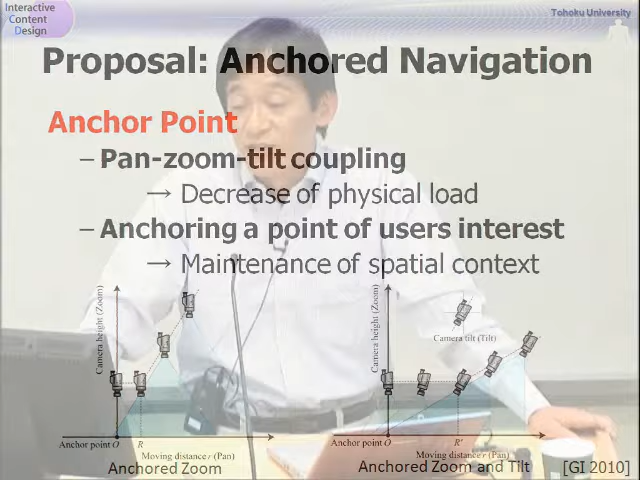 Interactive
Content
Design
Tohoku University
Proposal: Anchored Navigation
Anchor Point
– Pan-zoom-tilt coupling
→ Decrease of physical load
– Anchoring a point of users interest
→ Maintenance of spatial context
Camera height (Zoom)
Anchor point O
R
Moving distance r (Pan)
Anchored Zoom
Camera height (Zoom)
Camera tilt (Tilt)
Anchor point O
R'
Moving distance r (Pan)
Anchored Zoom and Tilt
[GI 2010]